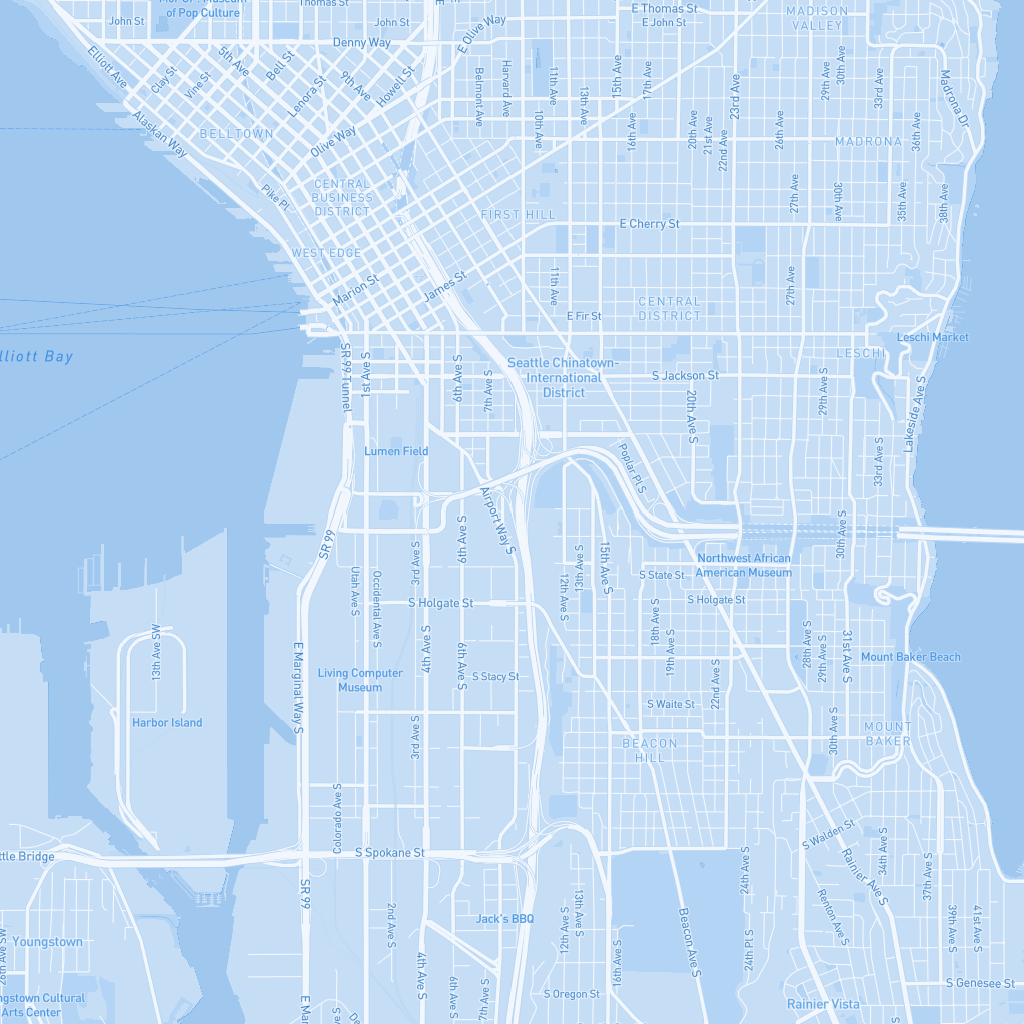 of Pop Culture
Thomas St
E Thomas St
MADISON
VALLEY
John St
John St
E John St
Denny Way
E Olive Way
Elliott Ave
5th Ave
Bell St
Clay St
Vine St
Lenora St
9th Ave
Howell St
Belmont Ave
Harvard Ave
11th Ave
10th Ave
13th Ave
15th Ave
17th Ave
16th Ave
20th Ave
21st Ave
22nd Ave
23rd Ave
26th Ave
29th Ave
30th Ave
33rd Ave
36th Ave
Madrona Dr
Alaskan Way
BELLTOWN
Olive Way
MADRONA
Pike Pl
CENTRAL
BUSINESS
DISTRICT
FIRST HILL
E Cherry St
27th Ave
30th Ave
35th Ave
38th Ave
WEST EDGE
Marion St
James St
11th Ave
27th Ave
CENTRAL
DISTRICT
E Fir St
Leschi Market
LESCHI
lliott Bay
SR 99 Tunnel
1st Ave S
6th Ave S
7th Ave S
Seattle Chinatown-
International
District
S Jackson St
20th Ave S
29th Ave S
33rd Ave S
Lakeside Ave S
Lumen Field
Poplar Pl S
Airport Way S
SR 99
6th Ave S
3rd Ave S
30th Ave S
Northwest African
American Museum
Utah Ave S
Occidental Ave S
S Holgate St
12th Ave S
13th Ave S
15th Ave S
S State St
S Holgate St
18th Ave S
19th Ave S
22nd Ave S
28th Ave S
29th Ave S
31st Ave S
Mount Baker Beach
13th Ave SW
E Marginal Way S
4th Ave S
6th Ave S
Living Computer
Museum
S Stacy St
Harbor Island
3rd Ave S
S Waite St
BEACON
HILL
30th Ave S
MOUNT
BAKER
Colorado Ave S
S Walden St
ttle Bridge
S Spokane St
SR 99
2nd Ave S
24th Ave S
Rainier Ave S
34th Ave S
37th Ave S
39th Ave S
41st Ave S
Renton Ave S
Jack's BBQ
12th Ave S
13th Ave S
16th Ave S
Beacon Ave S
24th Pl S
Youngstown
26th Ave SW
4th Ave S
6th Ave S
7th Ave S
S Oregon St
S Genesee St
ngstown Cultural
Arts Center
Rainier Vista